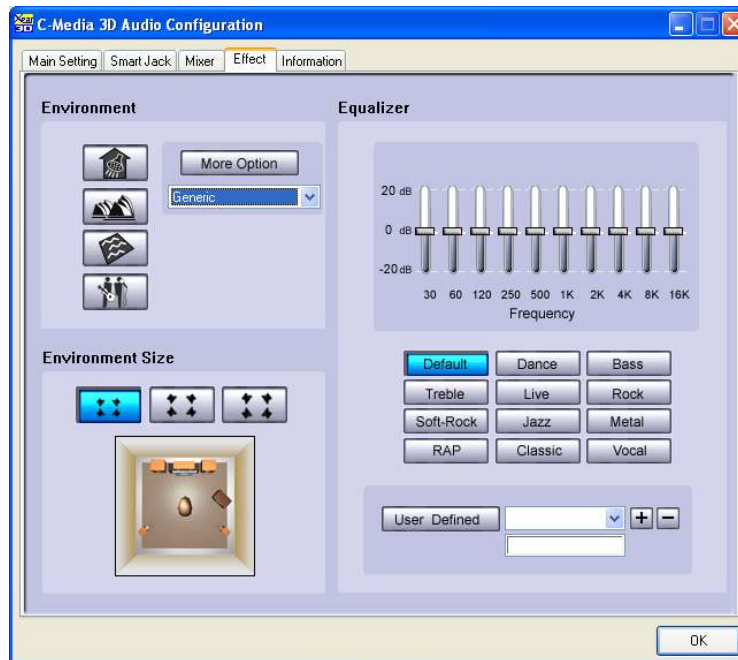 Xear 3D C-Media 3D Audio Configuration
Main Setting Smart Jack Mixer Effect Information
Environment
More Option
Generic
Environment Size
Equalizer
20 dB
0 dB
-20 dB
30 60 120 250 500 1K 2K 4K 8K 16K
Frequency
Default Dance Bass
Treble Live Rock
Soft-Rock Jazz Metal
RAP Classic Vocal
User Defined + −
OK